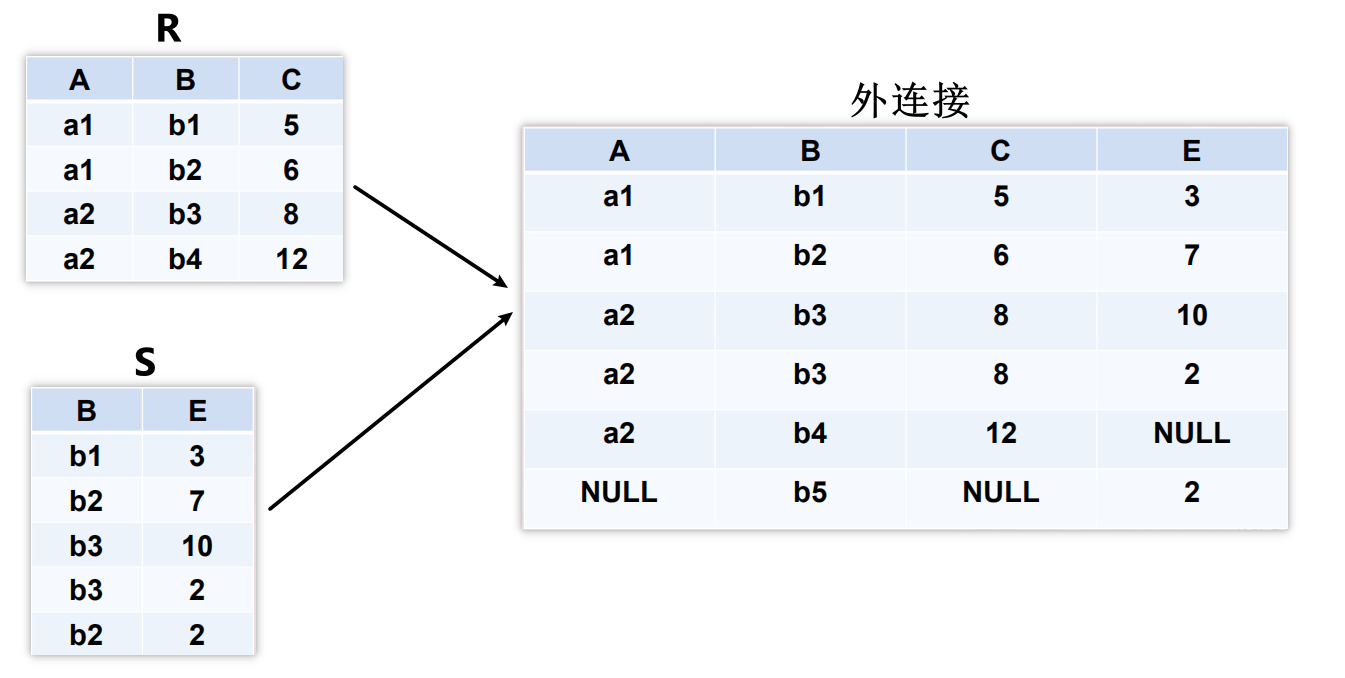 R
A B C
a1 b1 5
a1 b2 6
a2 b3 8
a2 b4 12
S
B E
b1 3
b2 7
b3 10
b3 2
b2 2
外连接
A B C E
a1 b1 5 3
a1 b2 6 7
a2 b3 8 10
a2 b3 8 2
a2 b4 12 NULL
NULL b5 NULL 2